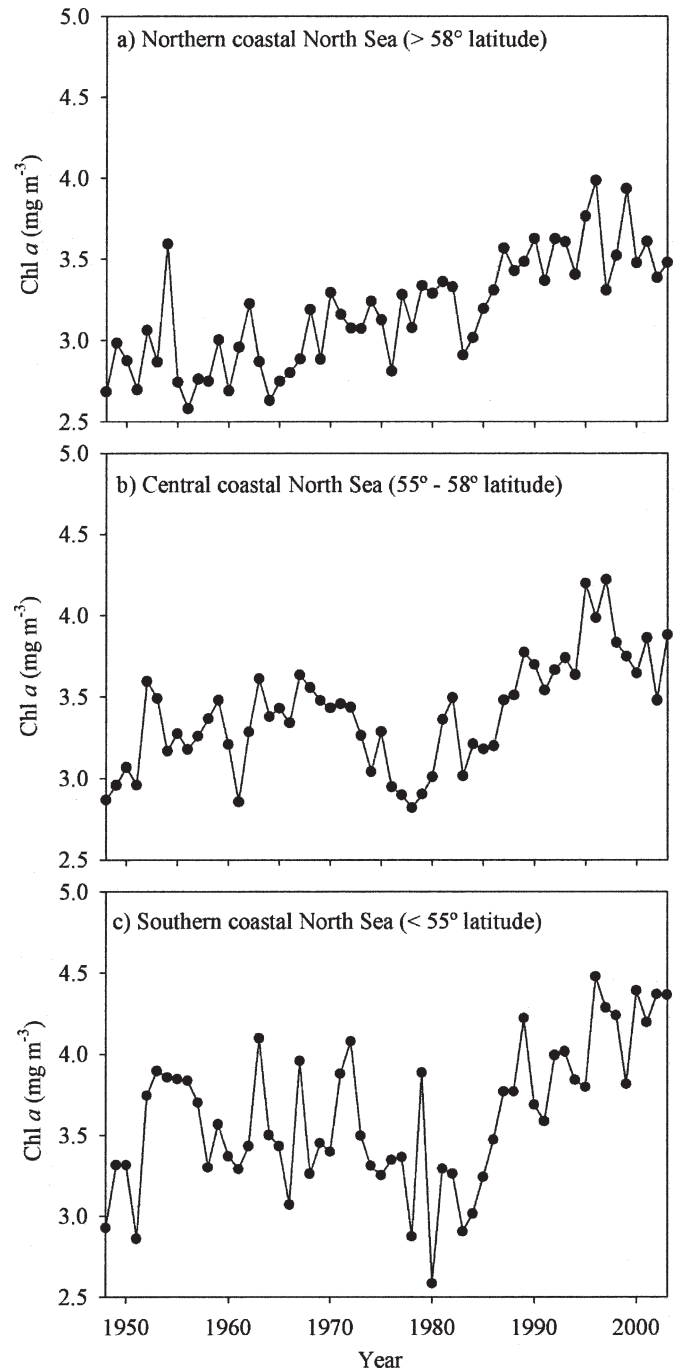 a) Northern coastal North Sea (> 58° latitude)
5.0
4.5
4.0
3.5
3.0
2.5
Chl a (mg m-3)
b) Central coastal North Sea (55º - 58º latitude)
5.0
4.5
4.0
3.5
3.0
2.5
Chl a (mg m-3)
c) Southern coastal North Sea (< 55º latitude)
5.0
4.5
4.0
3.5
3.0
2.5
Chl a (mg m-3)
1950 1960 1970 1980 1990 2000
Year